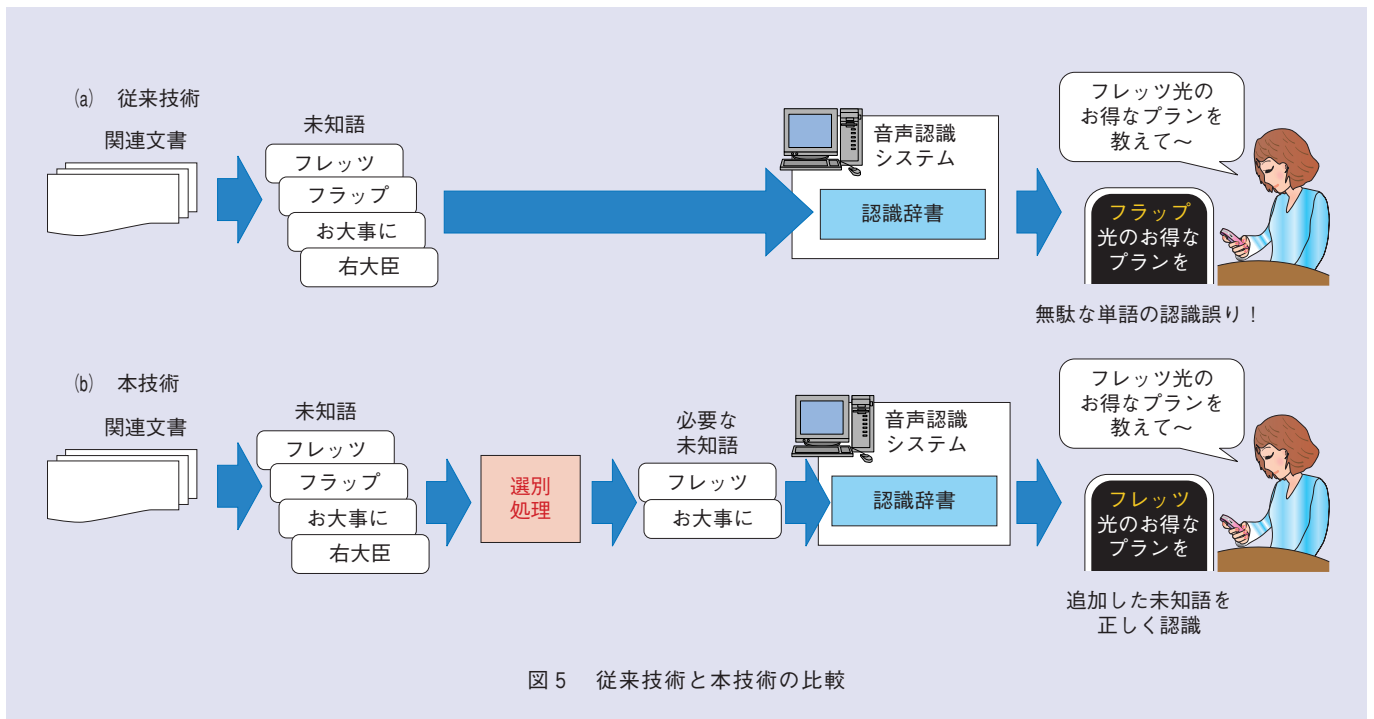 (a) 従来技術
関連文書
未知語
フレッツ
フラップ
お大事に
右大臣
音声認識
システム
認識辞書
フレッツ光の
お得なプランを
教えて～
フラップ
光のお得な
プランを
無駄な単語の認識誤り！
(b) 本技術
関連文書
未知語
フレッツ
フラップ
お大事に
右大臣
選別
処理
必要な
未知語
フレッツ
お大事に
音声認識
システム
認識辞書
フレッツ光の
お得なプランを
教えて～
フレッツ
光のお得な
プランを
追加した未知語を
正しく認識
図5 従来技術と本技術の比較